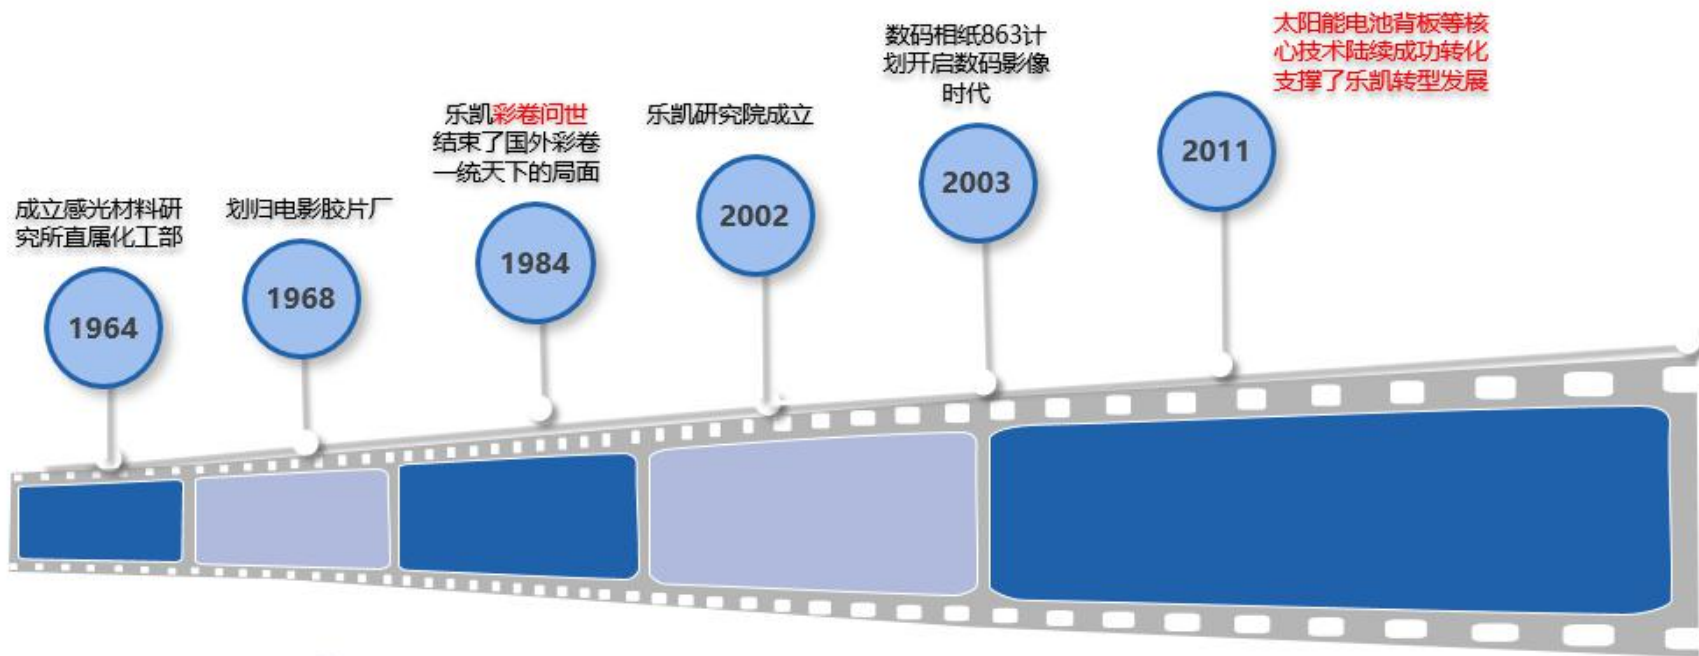 成立感光材料研
究所直属化工部
1964
划归电影胶片厂
1968
乐凯彩卷问世
结束了国外彩卷
一统天下的局面
1984
乐凯研究院成立
2002
数码相纸863计
划开启数码影像
时代
2003
太阳能电池背板等核
心技术陆续成功转化
支撑了乐凯转型发展
2011